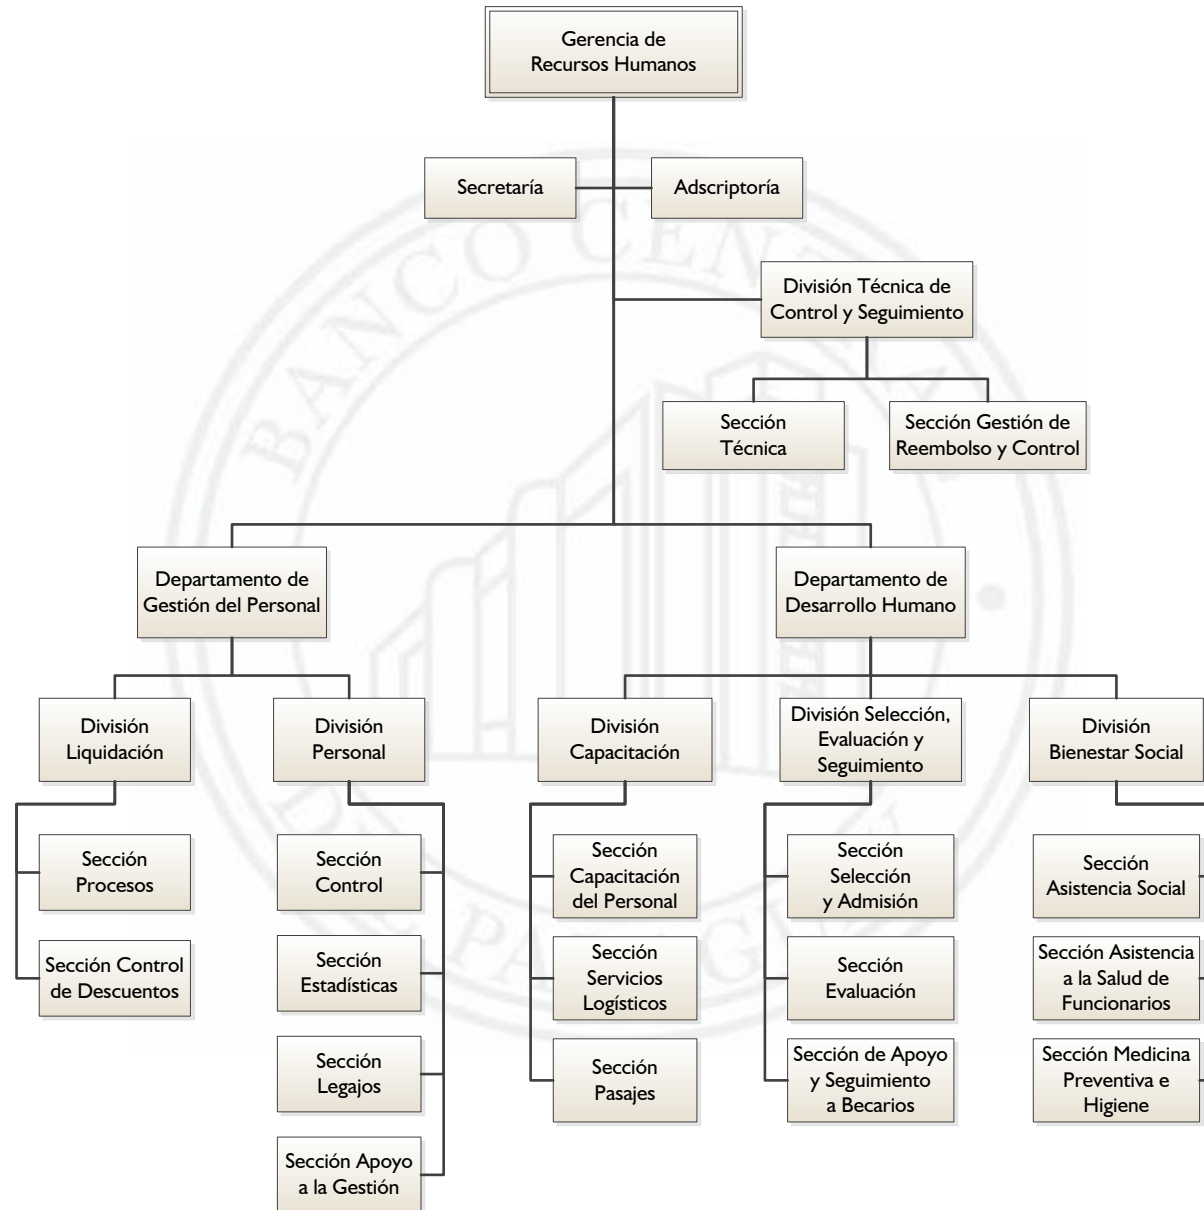 Gerencia de
Recursos Humanos
Secretaría
Adscriptoría
División Técnica de
Control y Seguimiento
Sección
Técnica
Sección Gestión de
Reembolso y Control
Departamento de
Gestión del Personal
Departamento de
Desarrollo Humano
División
Liquidación
División
Personal
División
Capacitación
División Selección,
Evaluación y
Seguimiento
División
Bienestar Social
Sección
Procesos
Sección Control
de Descuentos
Sección
Control
Sección
Estadísticas
Sección
Legajos
Sección Apoyo
a la Gestión
Sección
Capacitación
del Personal
Sección
Servicios
Logísticos
Sección
Pasajes
Sección
Selección
y Admisión
Sección
Evaluación
Sección de Apoyo
y Seguimiento
a Becarios
Sección
Asistencia Social
Sección Asistencia
a la Salud de
Funcionarios
Sección Medicina
Preventiva e
Higiene
BANCO CENTRAL
DE PARAGUAY